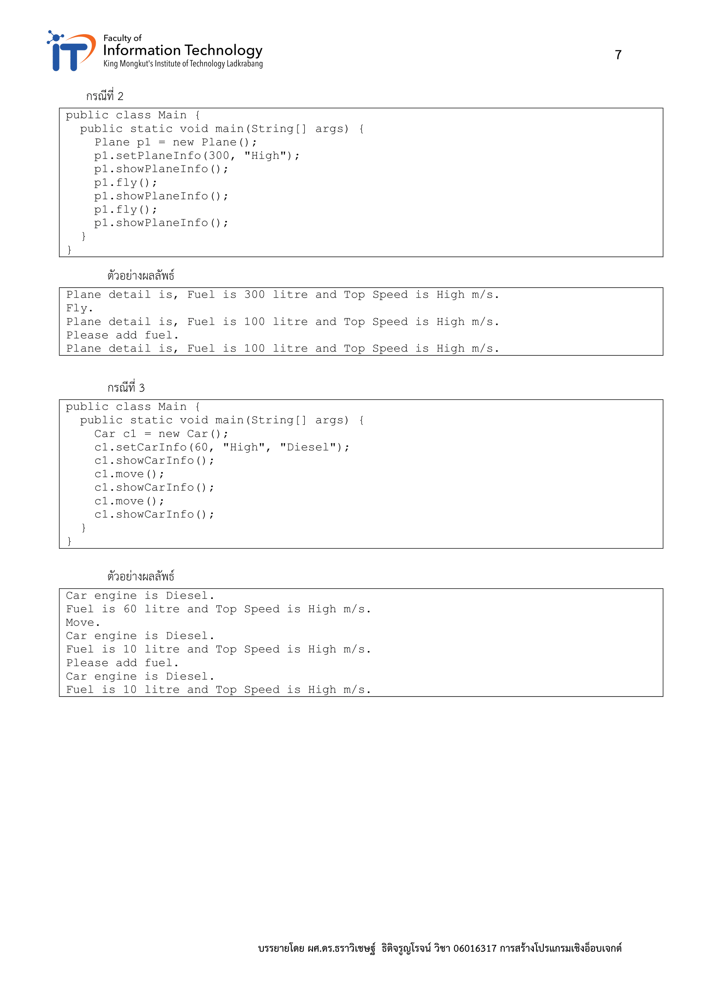 Faculty of
Information Technology
King Mongkut's Institute of Technology Ladkrabang
7
กรณีที่ 2
public class Main {
  public static void main(String[] args) {
    Plane p1 = new Plane();
    p1.setPlaneInfo(300, "High");
    p1.showPlaneInfo();
    p1.fly();
    p1.showPlaneInfo();
    p1.fly();
    p1.showPlaneInfo();
  }
}
ตัวอย่างผลลัพธ์
Plane detail is, Fuel is 300 litre and Top Speed is High m/s.
Fly.
Plane detail is, Fuel is 100 litre and Top Speed is High m/s.
Please add fuel.
Plane detail is, Fuel is 100 litre and Top Speed is High m/s.
กรณีที่ 3
public class Main {
  public static void main(String[] args) {
    Car c1 = new Car();
    c1.setCarInfo(60, "High", "Diesel");
    c1.showCarInfo();
    c1.move();
    c1.showCarInfo();
    c1.move();
    c1.showCarInfo();
  }
}
ตัวอย่างผลลัพธ์
Car engine is Diesel.
Fuel is 60 litre and Top Speed is High m/s.
Move.
Car engine is Diesel.
Fuel is 10 litre and Top Speed is High m/s.
Please add fuel.
Car engine is Diesel.
Fuel is 10 litre and Top Speed is High m/s.
บรรยายโดย ผศ.ดร.ธราวิเชษฐ์ ธิติจรูญโรจน์ วิชา 06016317 การสร้างโปรแกรมเชิงอ็อบเจกต์